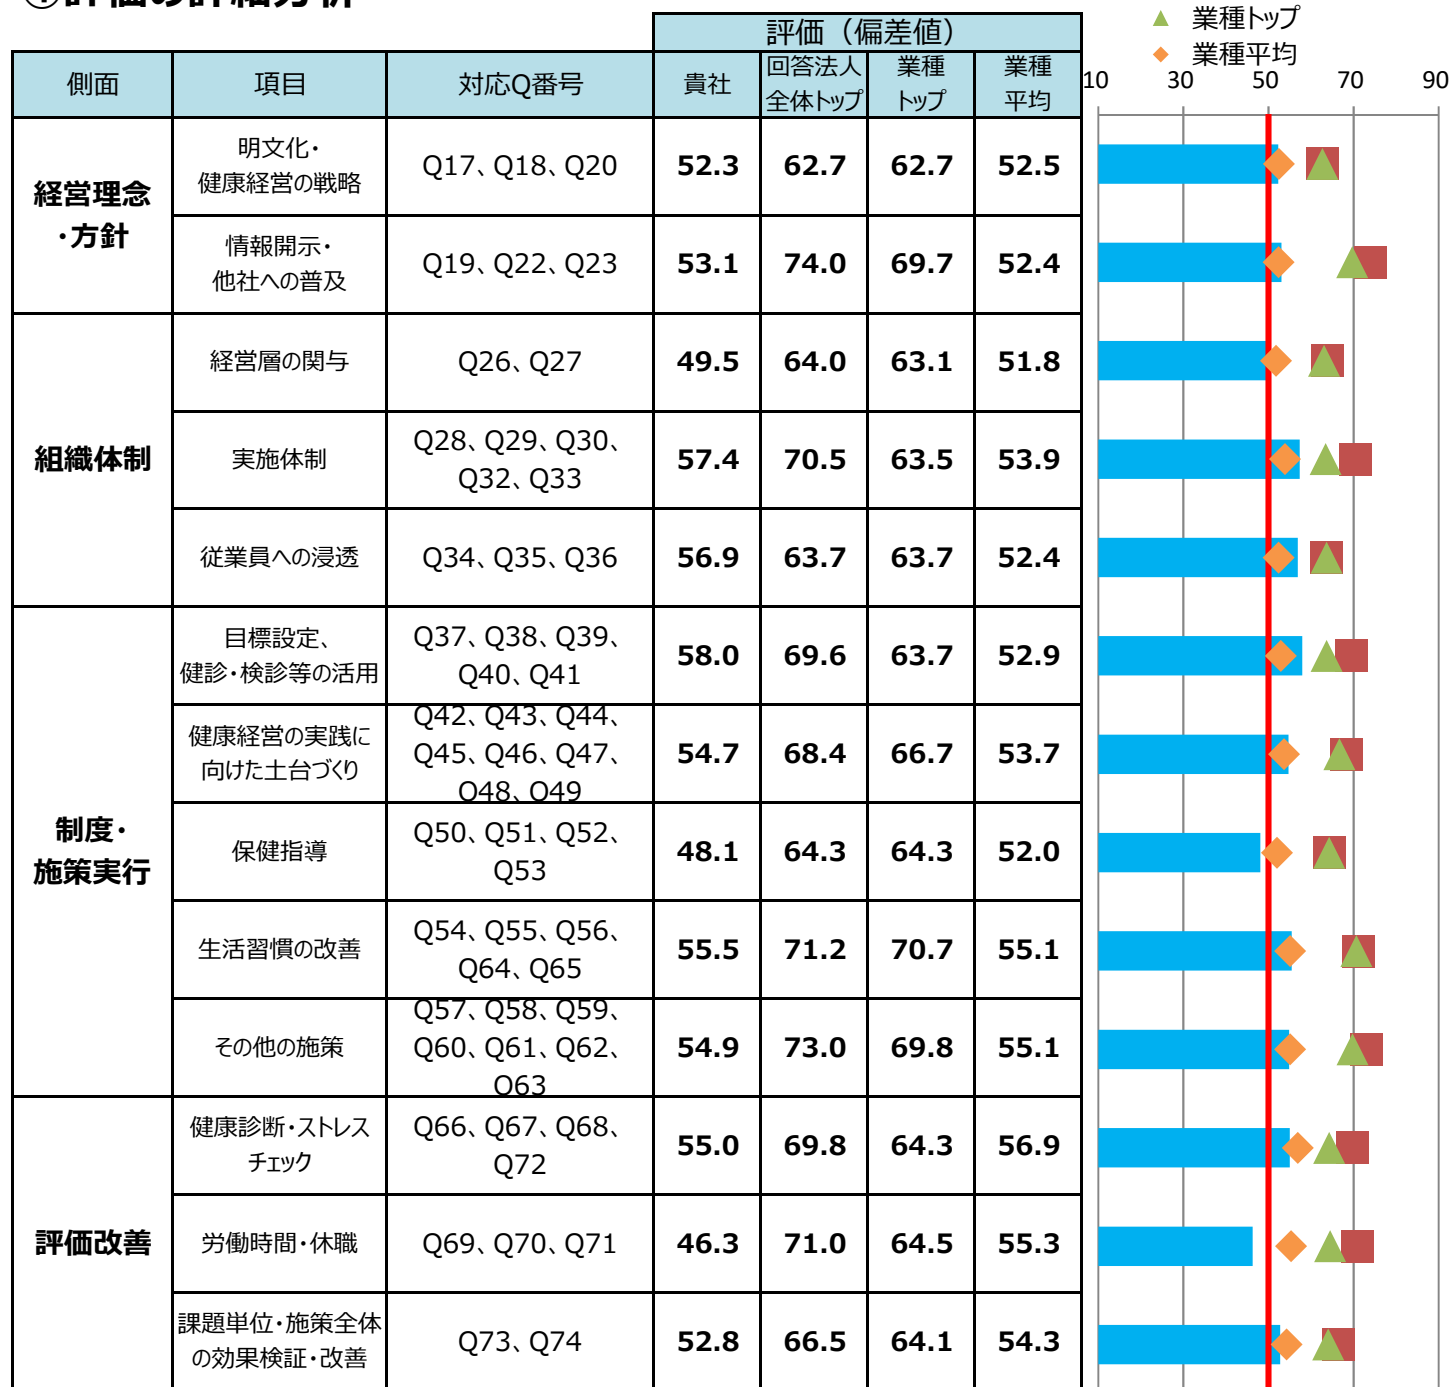 ①評価の詳細分析
▲ 業種トップ
◆ 業種平均
評価（偏差値）
側面 項目 対応Q番号 貴社 回答法人 業種 業種
全体トップ トップ 平均
10 30 50 70 90
経営理念
・方針
明文化・
健康経営の戦略
Q17、Q18、Q20 52.3 62.7 62.7 52.5
情報開示・
他社への普及
Q19、Q22、Q23 53.1 74.0 69.7 52.4
組織体制
経営層の関与 Q26、Q27 49.5 64.0 63.1 51.8
実施体制
Q28、Q29、Q30、
Q32、Q33
57.4 70.5 63.5 53.9
従業員への浸透 Q34、Q35、Q36 56.9 63.7 63.7 52.4
制度・
施策実行
目標設定、
健診・検診等の活用
Q37、Q38、Q39、
Q40、Q41
58.0 69.6 63.7 52.9
健康経営の実践に
向けた土台づくり
Q42、Q43、Q44、
Q45、Q46、Q47、
Q48、Q49
54.7 68.4 66.7 53.7
保健指導
Q50、Q51、Q52、
Q53
48.1 64.3 64.3 52.0
生活習慣の改善
Q54、Q55、Q56、
Q64、Q65
55.5 71.2 70.7 55.1
その他の施策
Q57、Q58、Q59、
Q60、Q61、Q62、
Q63
54.9 73.0 69.8 55.1
評価改善
健康診断・ストレス
チェック
Q66、Q67、Q68、
Q72
55.0 69.8 64.3 56.9
労働時間・休職 Q69、Q70、Q71 46.3 71.0 64.5 55.3
課題単位・施策全体
の効果検証・改善
Q73、Q74 52.8 66.5 64.1 54.3